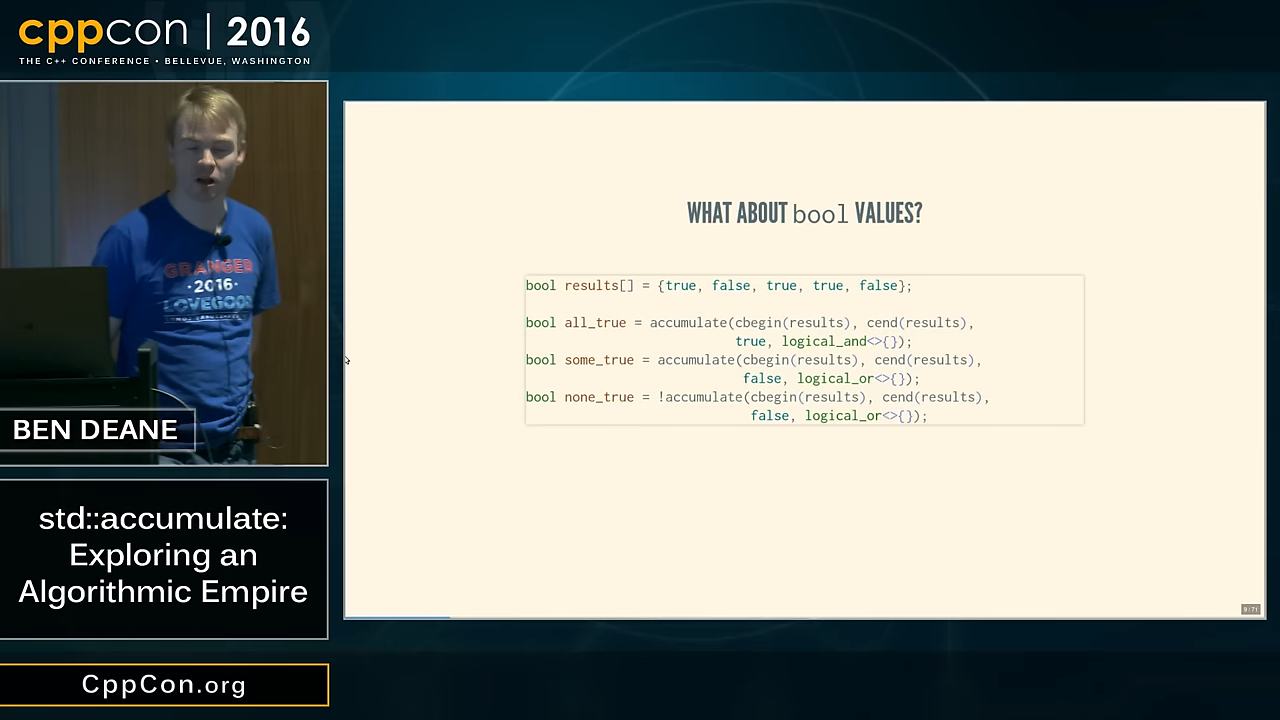 cppcon | 2016
THE C++ CONFERENCE • BELLEVUE, WASHINGTON
GRANGER
·2016·
LOVEGOOD
BEN DEANE
std::accumulate:
Exploring an
Algorithmic Empire
CppCon.org
WHAT ABOUT bool VALUES?
bool results[] = {true, false, true, true, false};
bool all_true = accumulate(cbegin(results), cend(results),
true, logical_and<>{});
bool some_true = accumulate(cbegin(results), cend(results),
false, logical_or<>{});
bool none_true = !accumulate(cbegin(results), cend(results),
false, logical_or<>{});
9 / 71